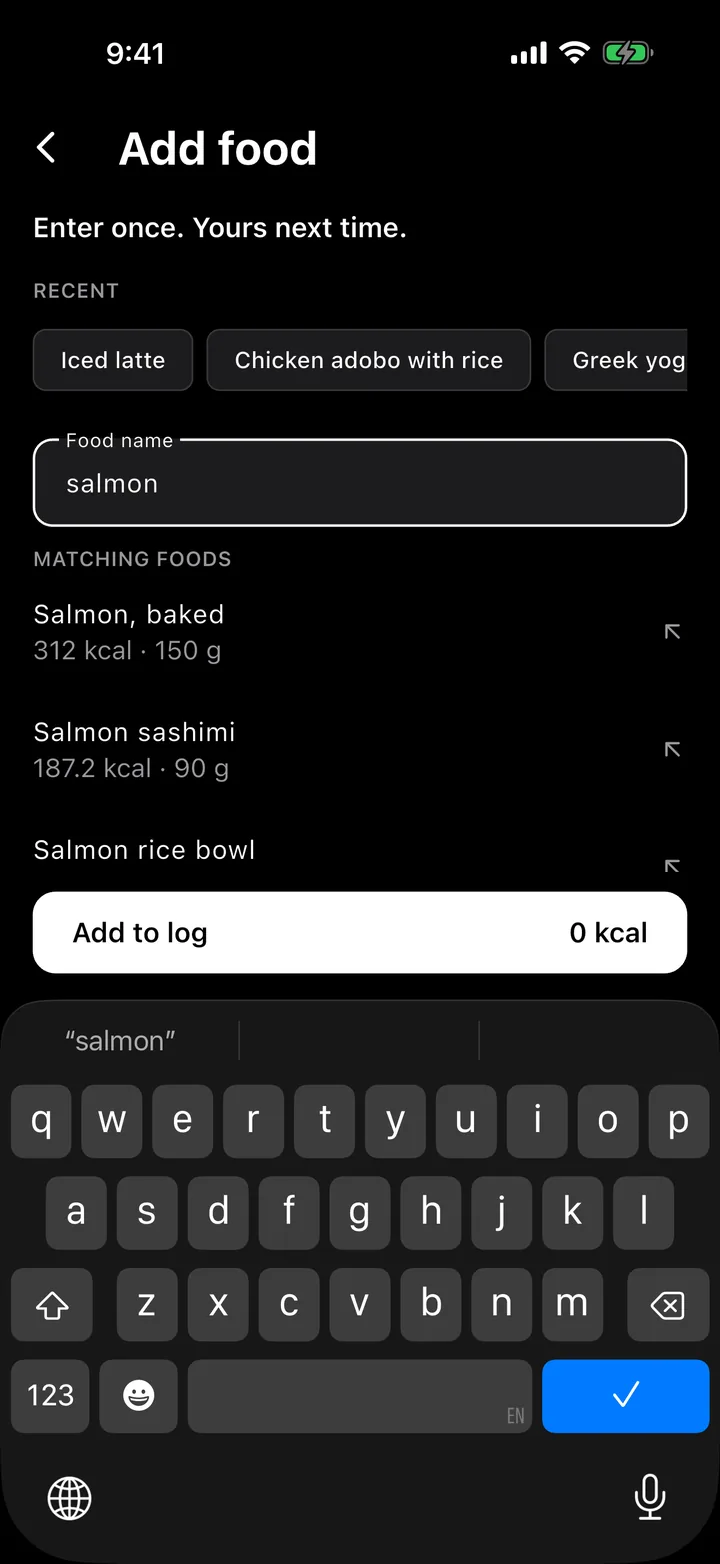 9:41
Add food
Enter once. Yours next time.
RECENT
Iced latte
Chicken adobo with rice
Greek yog
Food name
salmon
MATCHING FOODS
Salmon, baked
312 kcal · 150 g
Salmon sashimi
187.2 kcal · 90 g
Salmon rice bowl
Add to log 0 kcal
“salmon”
q w e r t y u i o p
a s d f g h j k l
z x c v b n m
123
EN